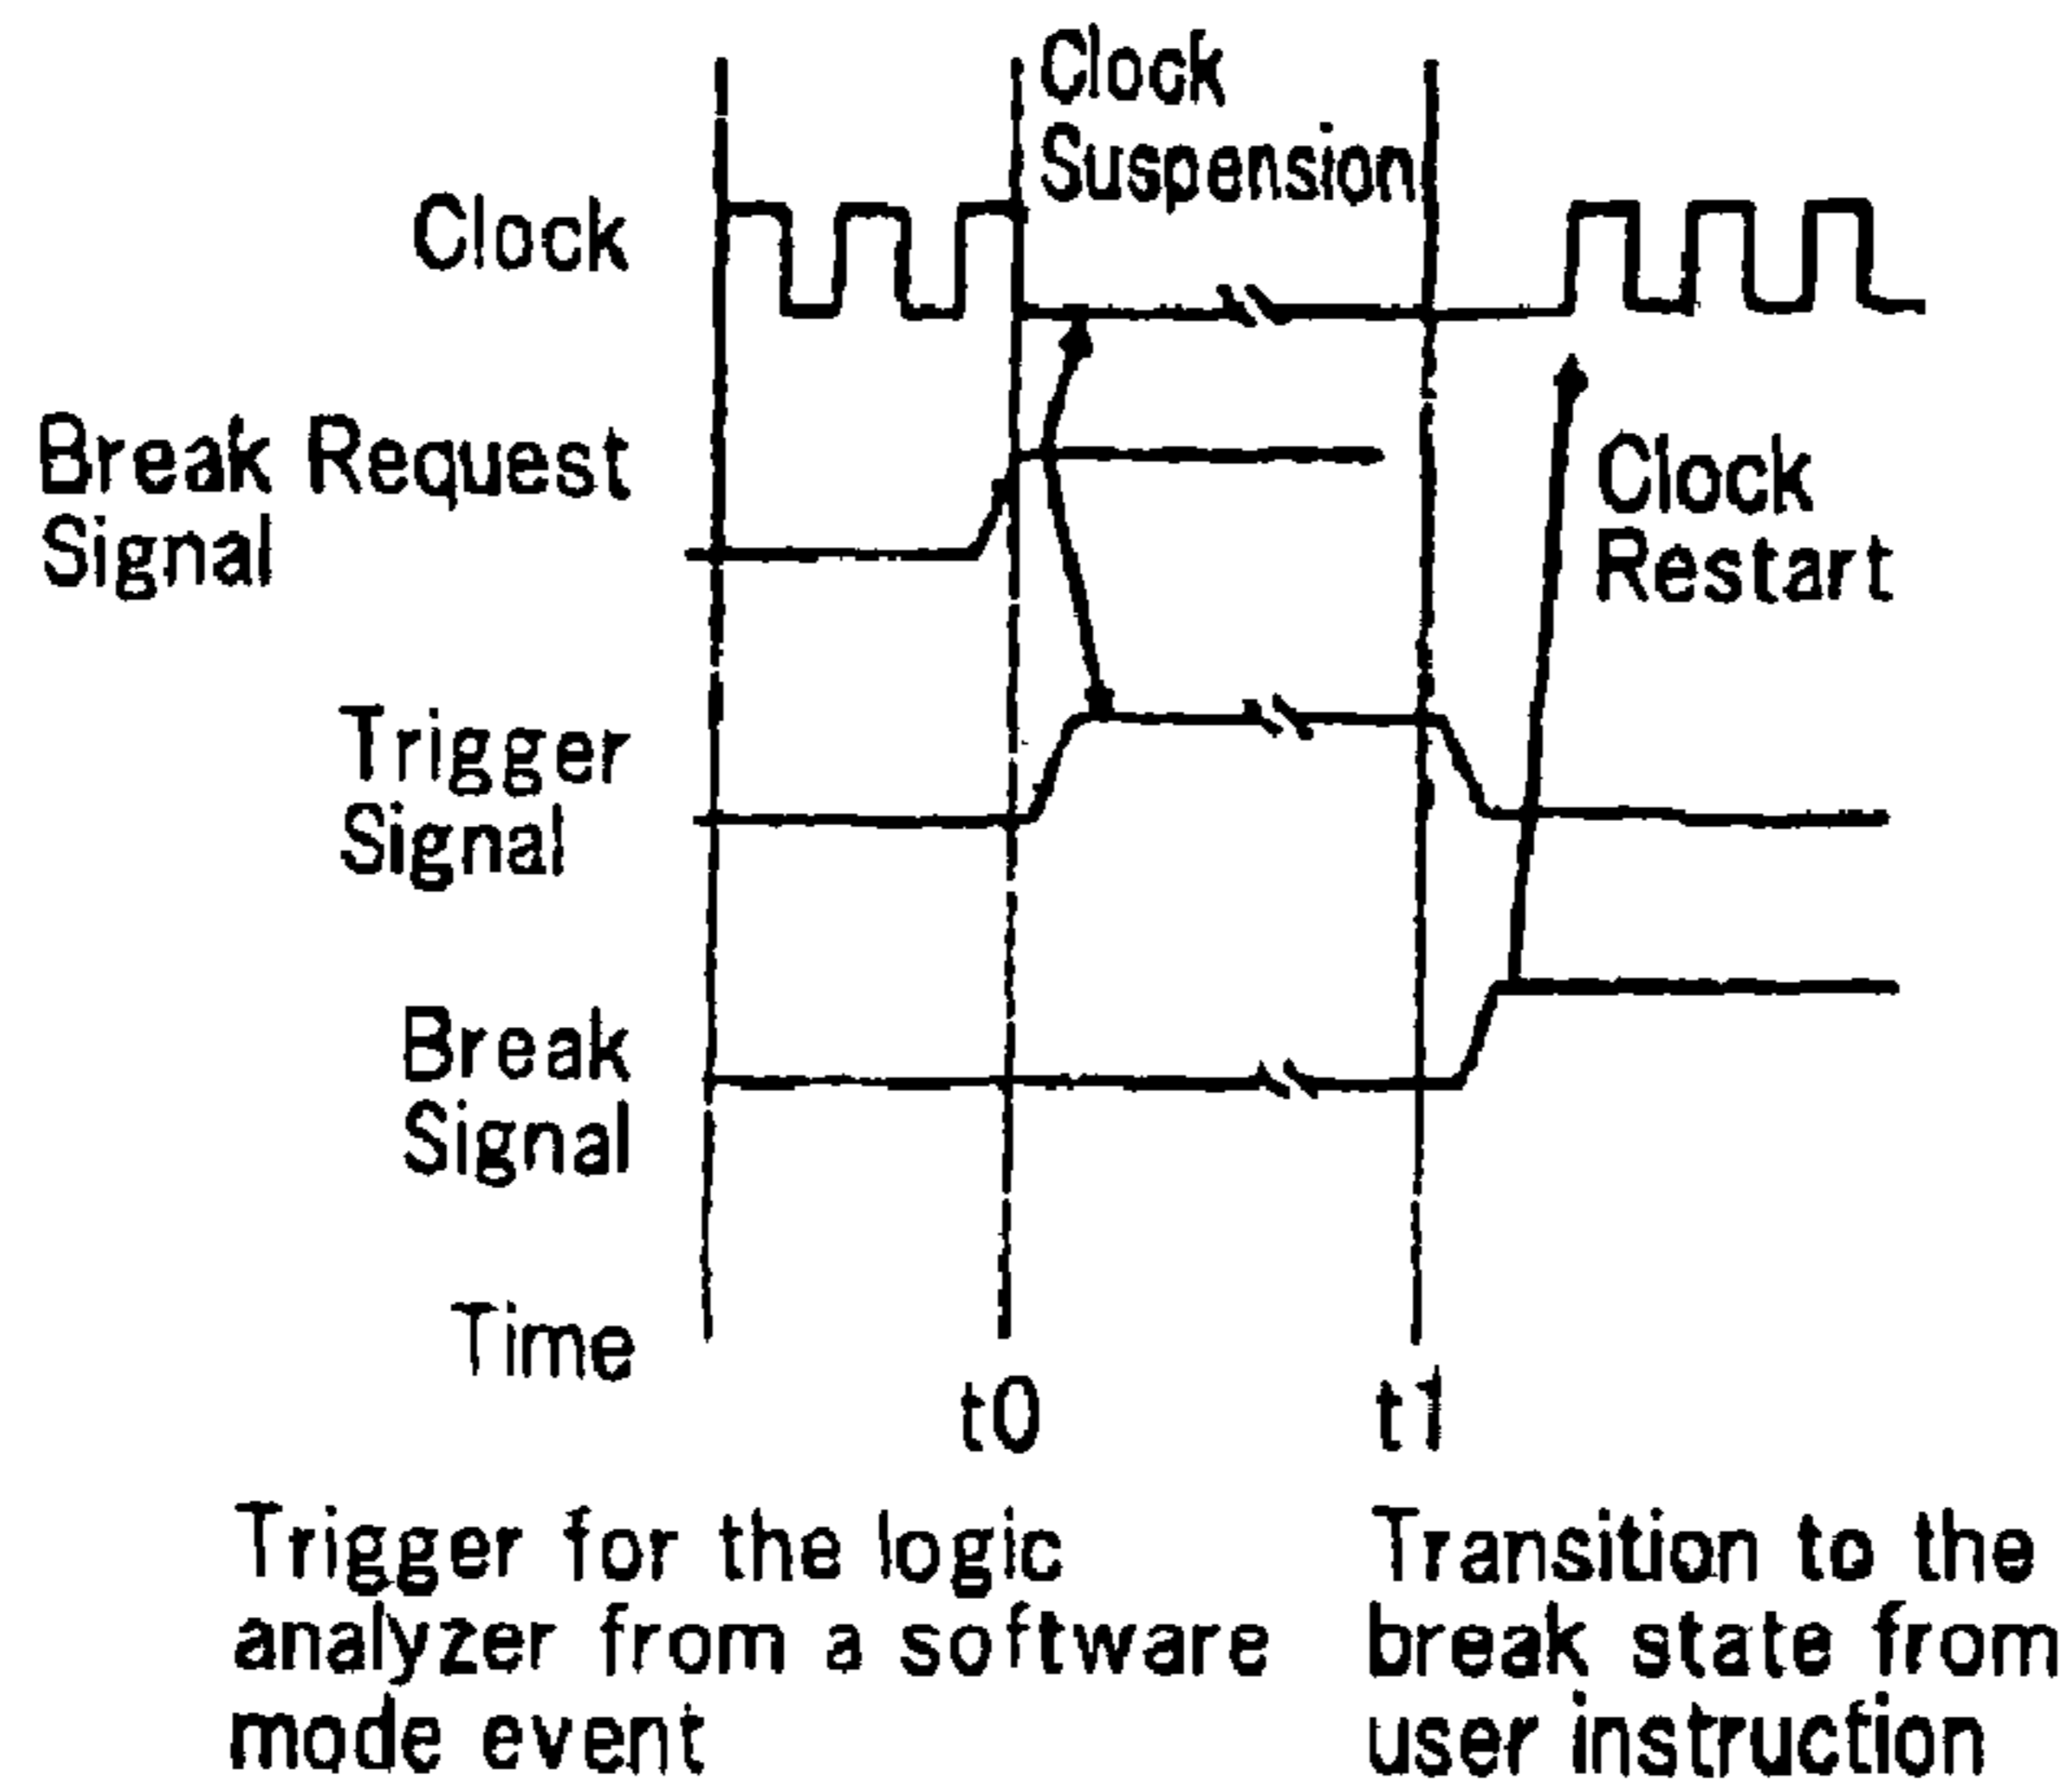 Clock
Suspension
Clock
Break Request
Signal
Clock
Restart
Trigger
Signal
Break
Signal
Time
t0
t1
Trigger for the logic
analyzer from a software
mode event
Transition to the
break state from
user instruction